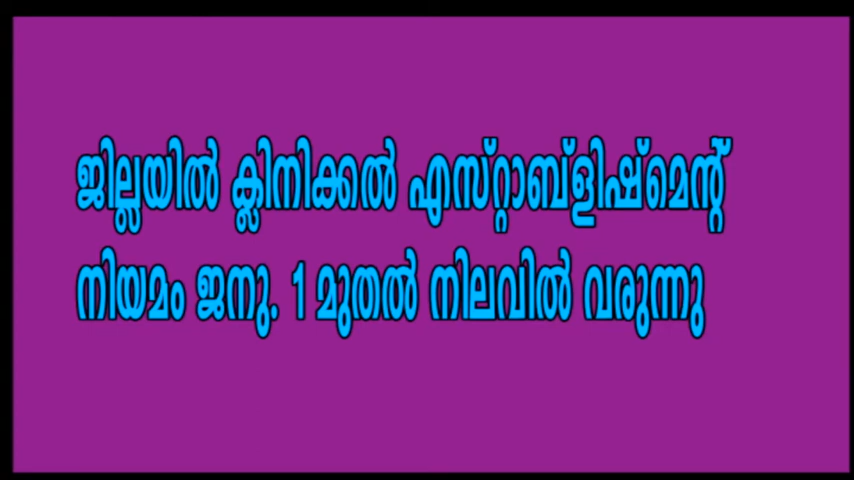 ജില്ലയിൽ ക്ലിനിക്കൽ എസ്റ്റാബ്ളിഷ്മെന്റ്
നിയമം ജനു. 1 മുതൽ നിലവിൽ വരുന്നു